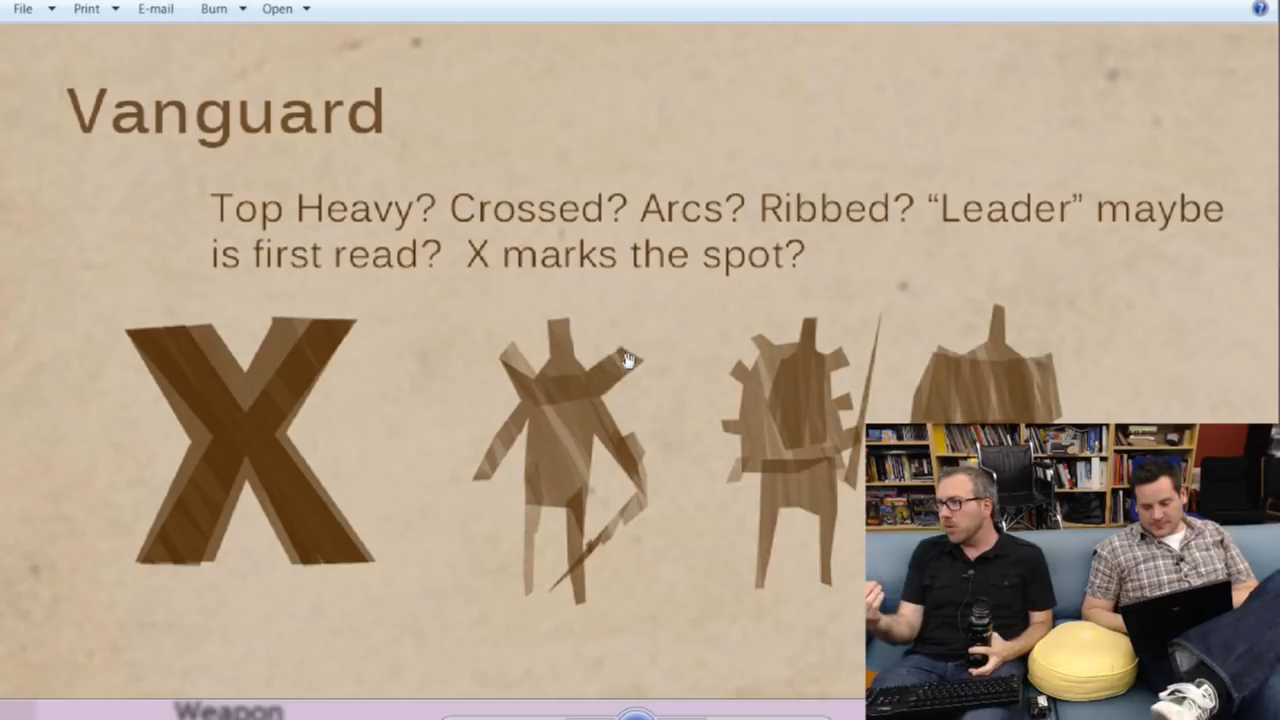 File Print E-mail Burn Open
Vanguard
Top Heavy? Crossed? Arcs? Ribbed? “Leader” maybe
is first read? X marks the spot?
X
Weapon